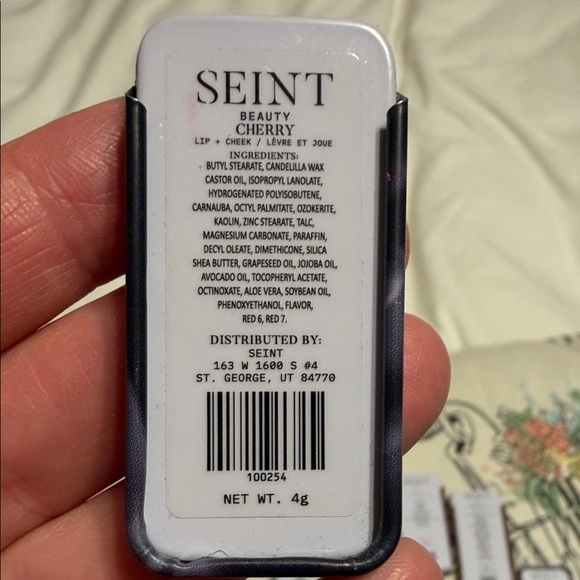 SEINT
BEAUTY
CHERRY
LIP + CHEEK / LÈVRE ET JOUE
INGREDIENTS:
BUTYL STEARATE, CANDELILLA WAX
CASTOR OIL, ISOPROPYL LANOLATE,
HYDROGENATED POLYISOBUTENE,
CARNAUBA, OCTYL PALMITATE, OZOKERITE,
KAOLIN, ZINC STEARATE, TALC,
MAGNESIUM CARBONATE, PARAFFIN,
DECYL OLEATE, DIMETHICONE, SILICA
SHEA BUTTER, GRAPESEED OIL, JOJOBA OIL,
AVOCADO OIL, TOCOPHERYL ACETATE,
OCTINOXATE, ALOE VERA, SOYBEAN OIL,
PHENOXYETHANOL, FLAVOR,
RED 6, RED 7.
DISTRIBUTED BY:
SEINT
163 W 1600 S #4
ST. GEORGE, UT 84770
100254
NET WT. 4g